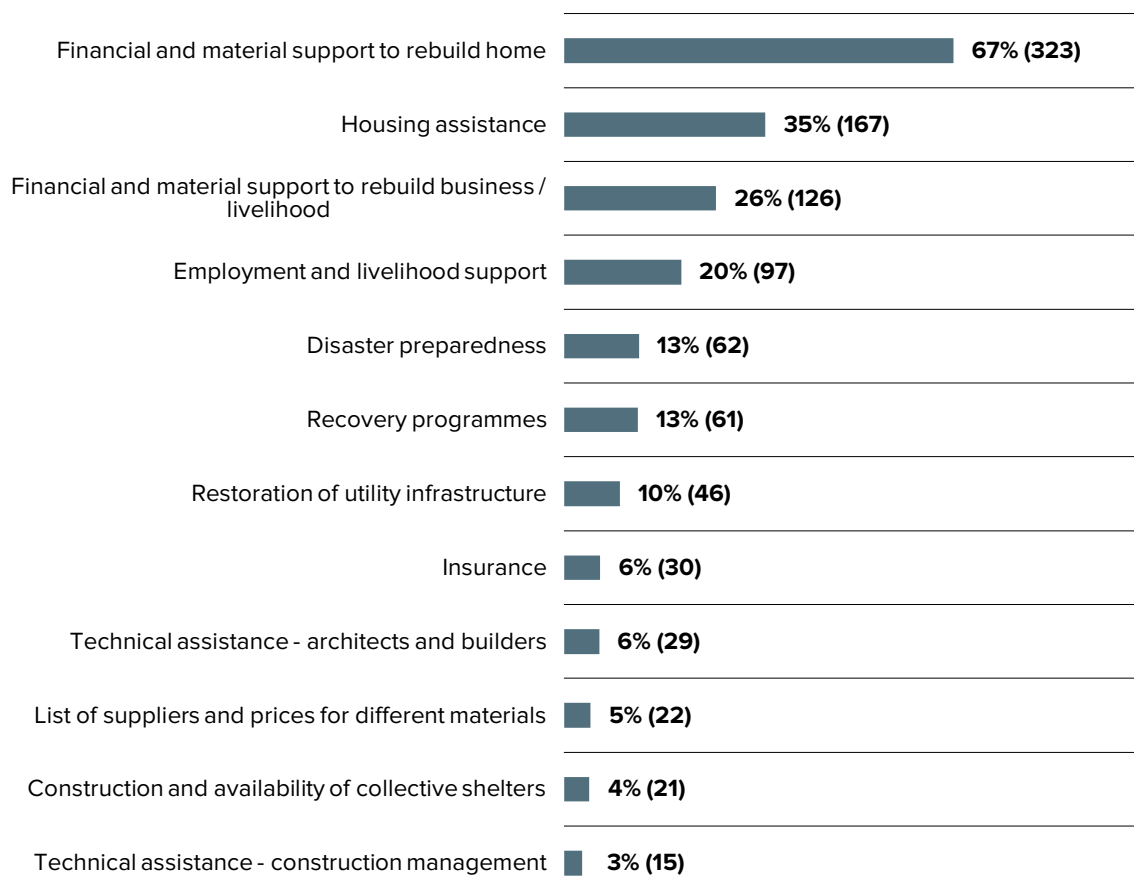 Financial and material support to rebuild home 67% (323)
Housing assistance 35% (167)
Financial and material support to rebuild business /
livelihood 26% (126)
Employment and livelihood support 20% (97)
Disaster preparedness 13% (62)
Recovery programmes 13% (61)
Restoration of utility infrastructure 10% (46)
Insurance 6% (30)
Technical assistance - architects and builders 6% (29)
List of suppliers and prices for different materials 5% (22)
Construction and availability of collective shelters 4% (21)
Technical assistance - construction management 3% (15)